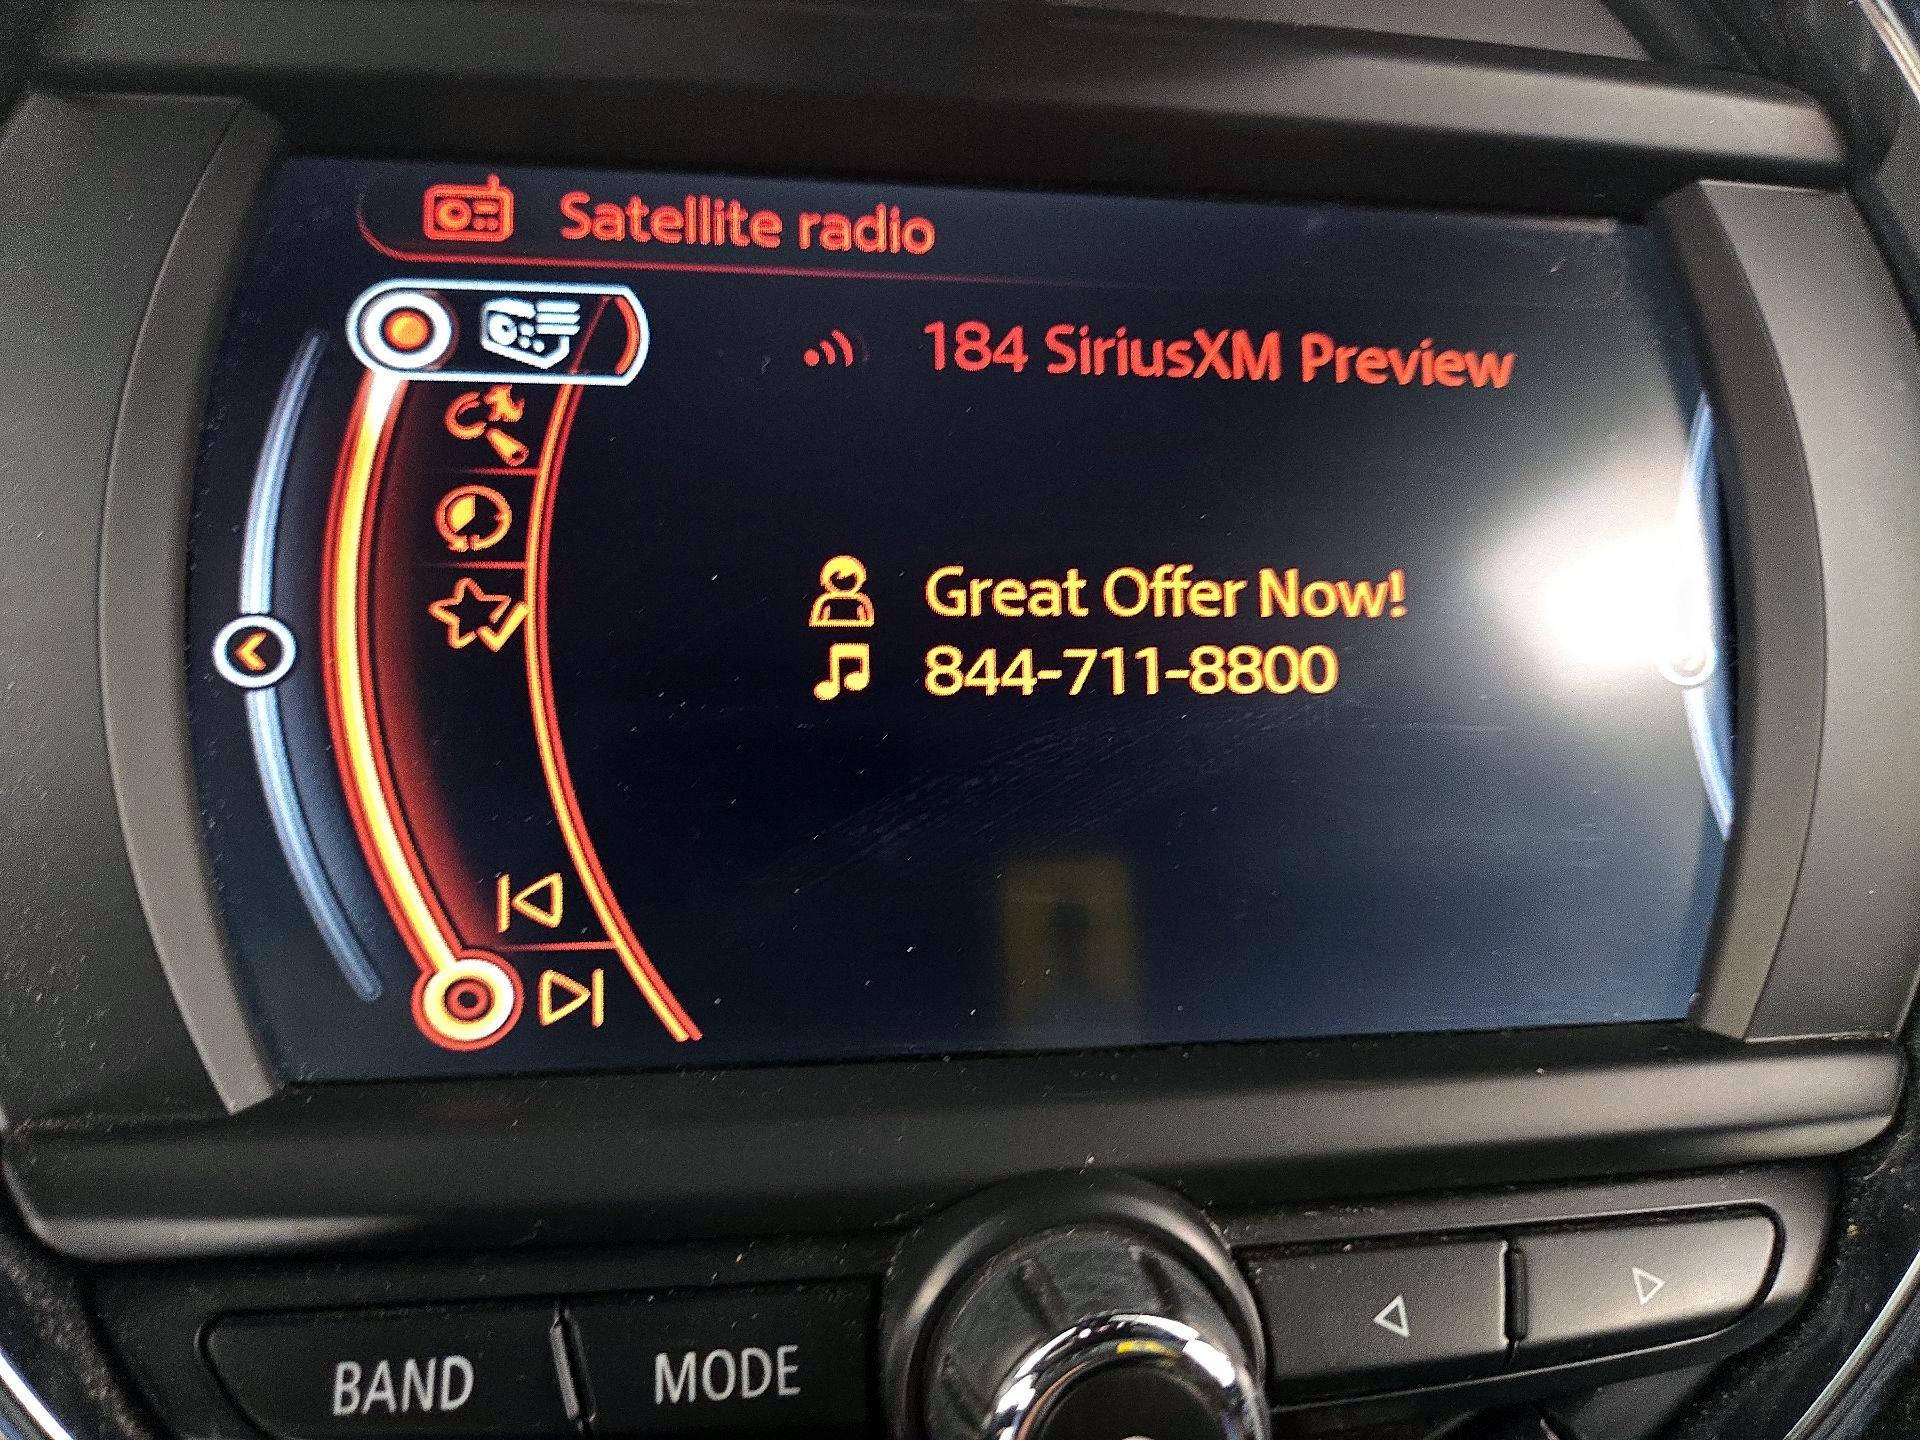 Satellite radio
184 SiriusXM Preview
Great Offer Now!
844-711-8800
BAND MODE